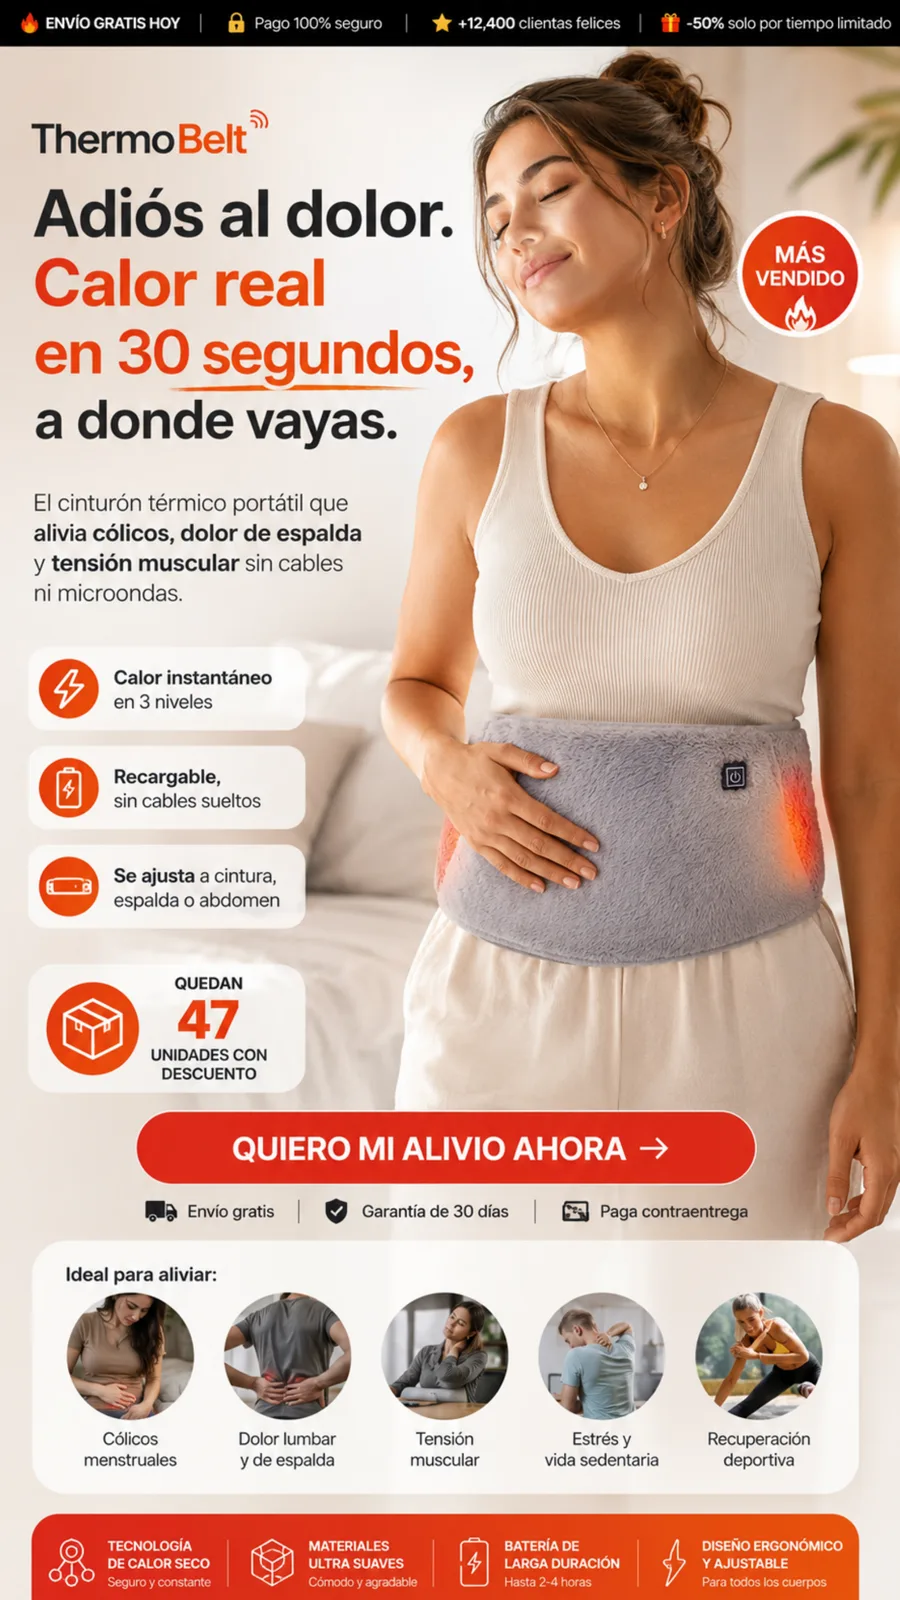 ENVÍO GRATIS HOY
Pago 100% seguro
+12,400 clientas felices
-50% solo por tiempo limitado
ThermoBelt
Adiós al dolor.
Calor real
en 30 segundos,
a donde vayas.
MÁS
VENDIDO
El cinturón térmico portátil que
alivia cólicos, dolor de espalda
y tensión muscular sin cables
ni microondas.
Calor instantáneo
en 3 niveles
Recargable,
sin cables sueltos
Se ajusta a cintura,
espalda o abdomen
QUEDAN
47
UNIDADES CON
DESCUENTO
QUIERO MI ALIVIO AHORA →
Envío gratis
Garantía de 30 días
Paga contraentrega
Ideal para aliviar:
Cólicos
menstruales
Dolor lumbar
y de espalda
Tensión
muscular
Estrés y
vida sedentaria
Recuperación
deportiva
TECNOLOGÍA
DE CALOR SECO
Seguro y constante
MATERIALES
ULTRA SUAVES
Cómodo y agradable
BATERÍA DE
LARGA DURACIÓN
Hasta 2-4 horas
DISEÑO ERGONÓMICO
Y AJUSTABLE
Para todos los cuerpos